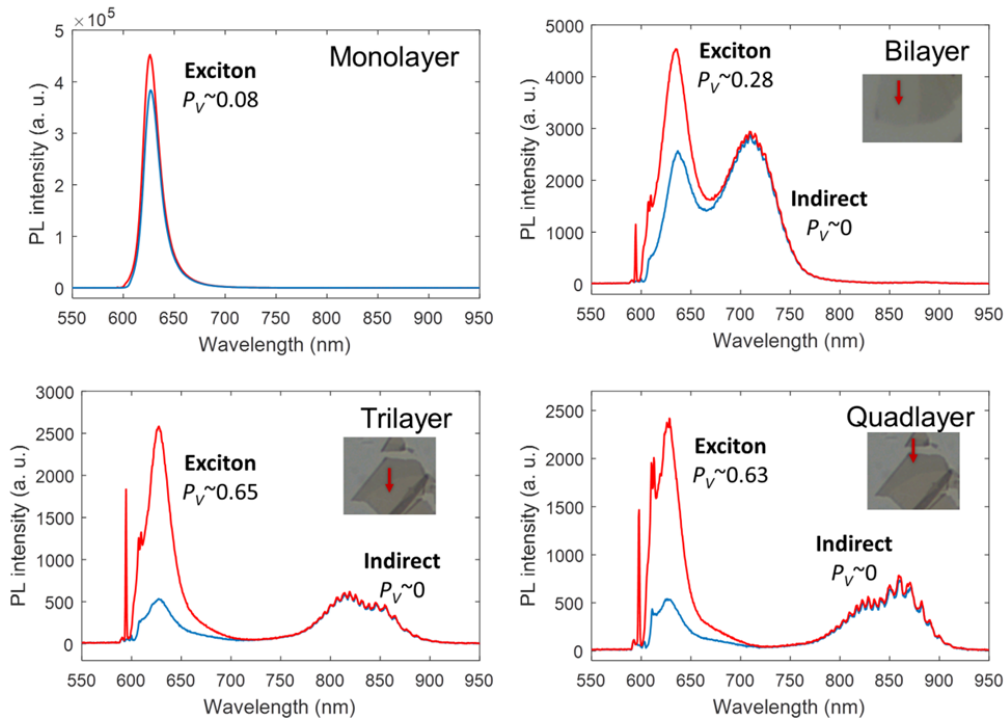 Monolayer
× 10⁵
Exciton
P_V~0.08
PL intensity (a. u.)
5
4
3
2
1
0
550 600 650 700 750 800 850 900 950
Wavelength (nm)
Bilayer
Exciton
P_V~0.28
Indirect
P_V~0
PL intensity (a. u.)
5000
4000
3000
2000
1000
0
550 600 650 700 750 800 850 900 950
Wavelength (nm)
Trilayer
Exciton
P_V~0.65
Indirect
P_V~0
PL intensity (a. u.)
3000
2500
2000
1500
1000
500
0
550 600 650 700 750 800 850 900 950
Wavelength (nm)
Quadlayer
Exciton
P_V~0.63
Indirect
P_V~0
PL intensity (a. u.)
2500
2000
1500
1000
500
0
550 600 650 700 750 800 850 900 950
Wavelength (nm)